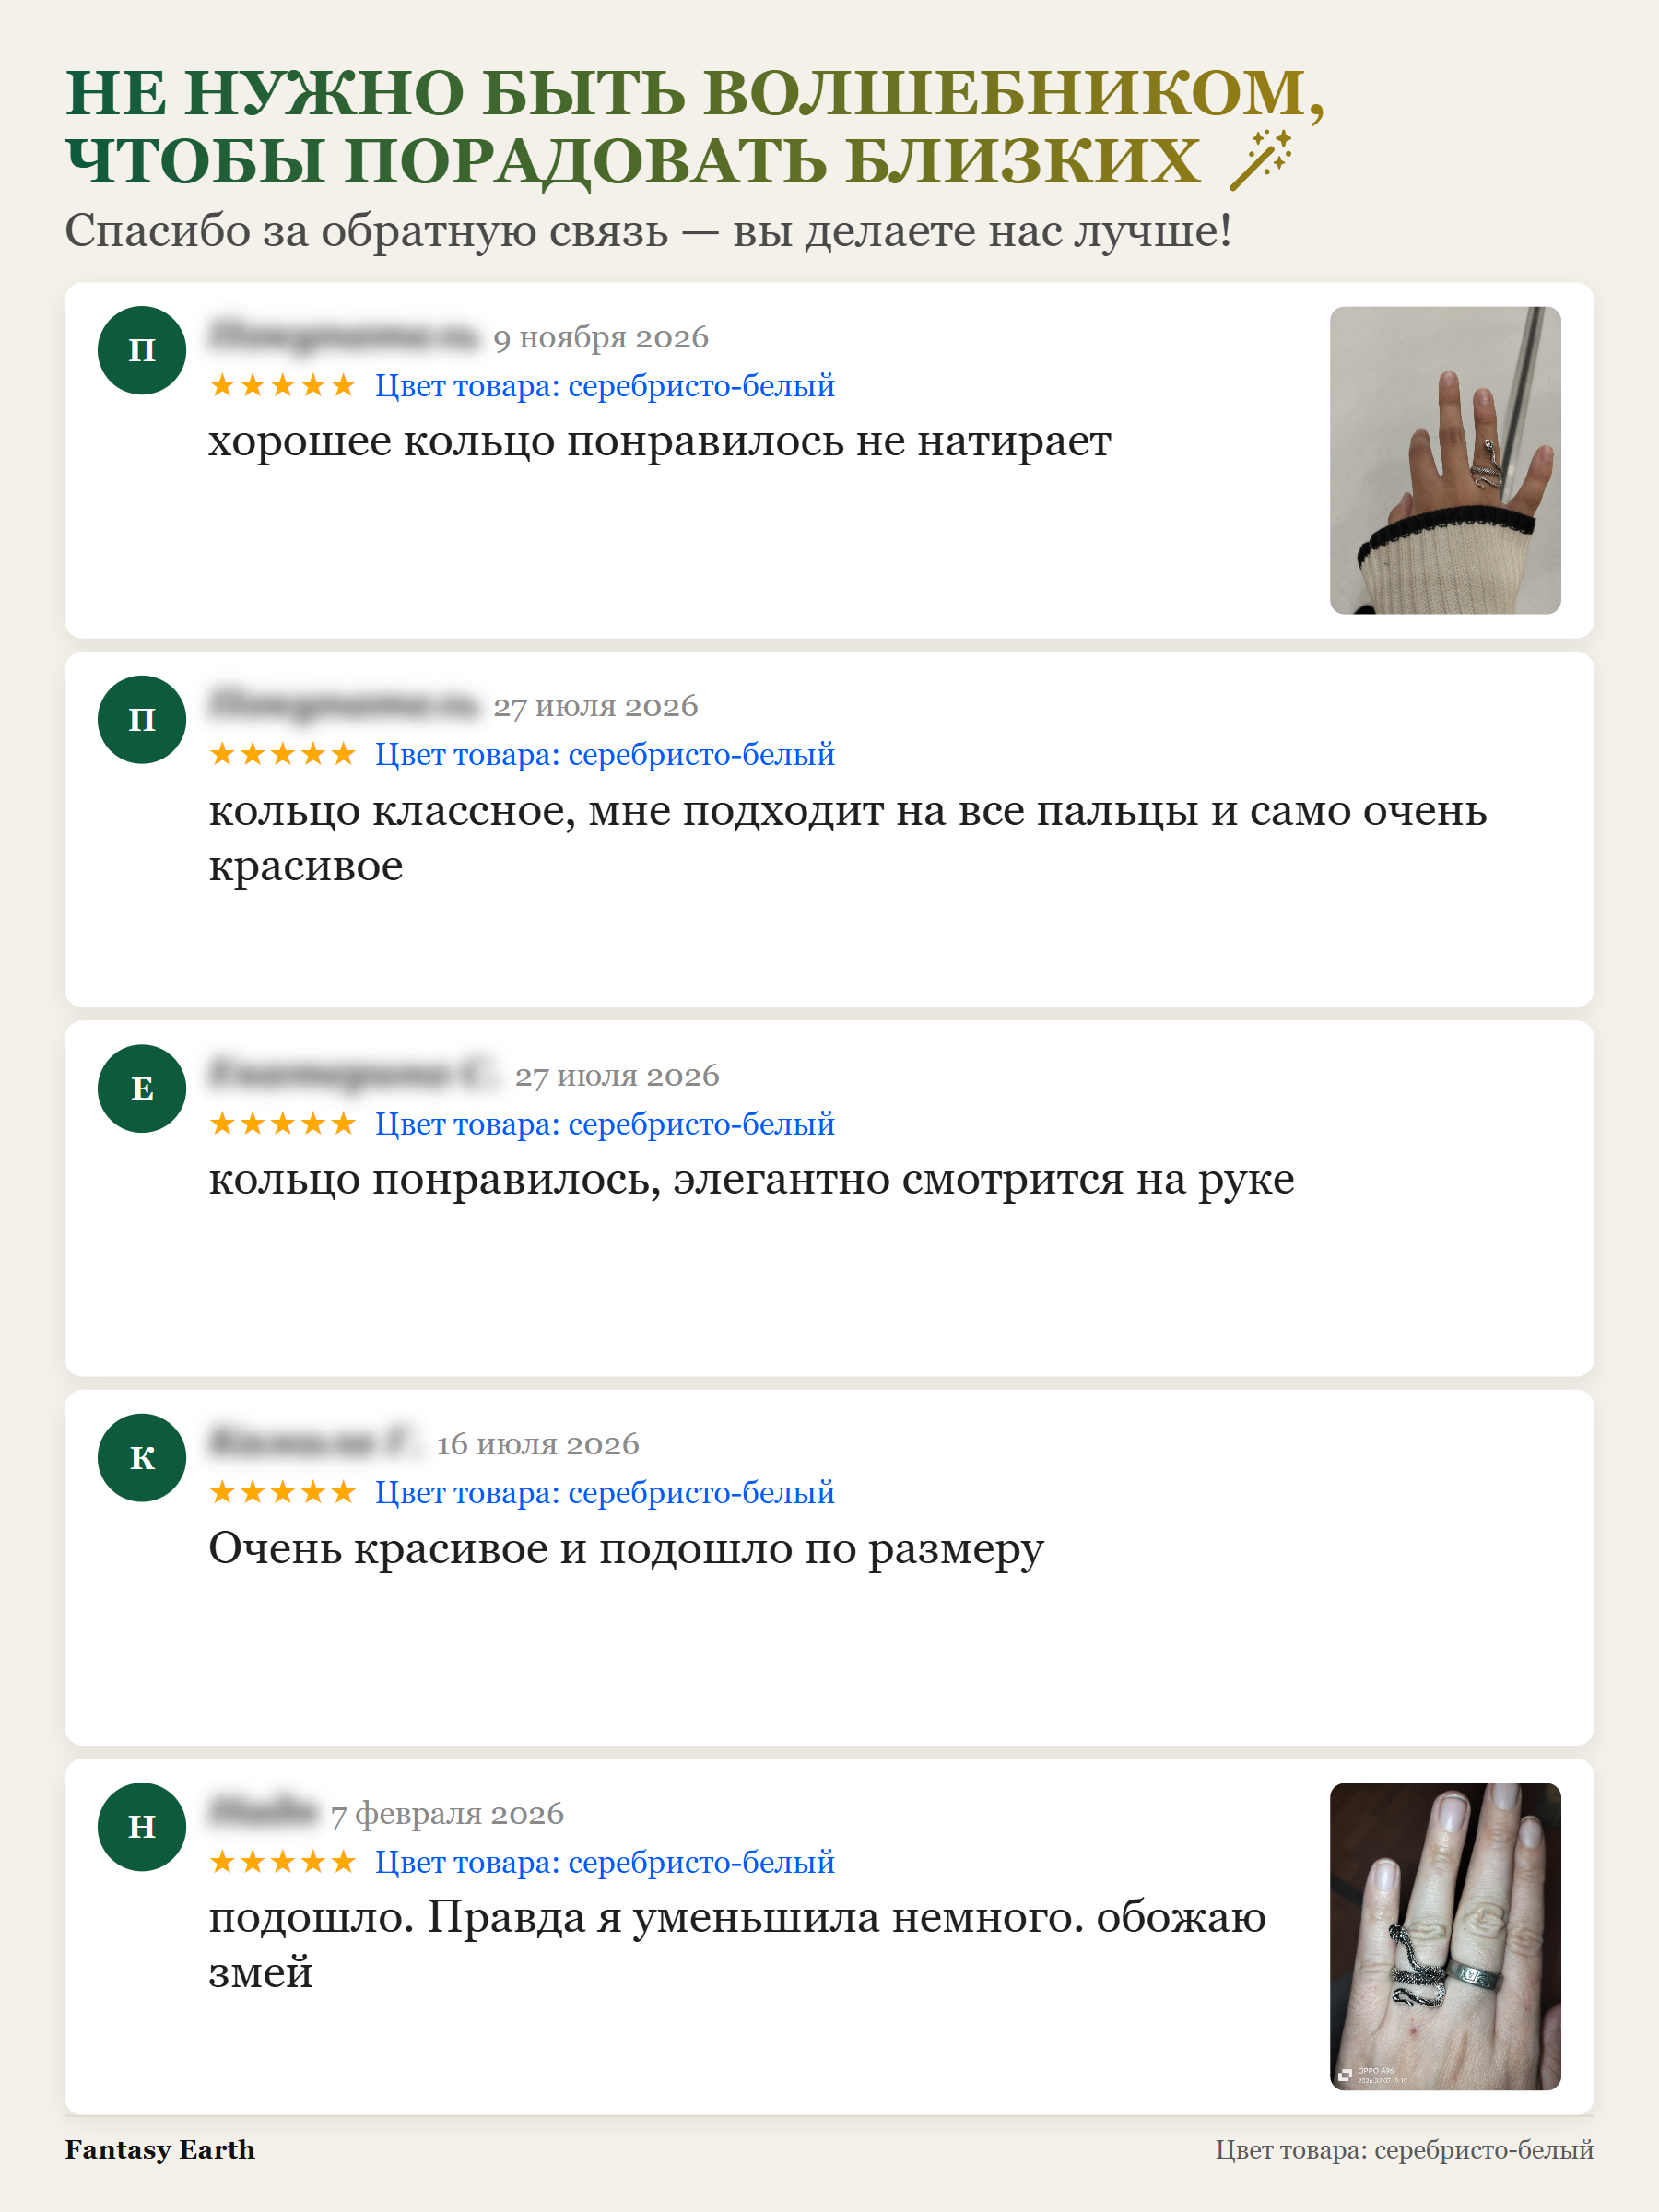 НЕ НУЖНО БЫТЬ ВОЛШЕБНИКОМ,
ЧТОБЫ ПОРАДОВАТЬ БЛИЗКИХ
Спасибо за обратную связь — вы делаете нас лучше!
П
9 ноября 2026
★★★★★ Цвет товара: серебристо-белый
хорошее кольцо понравилось не натирает
П
27 июля 2026
★★★★★ Цвет товара: серебристо-белый
кольцо классное, мне подходит на все пальцы и само очень
красивое
Е
27 июля 2026
★★★★★ Цвет товара: серебристо-белый
кольцо понравилось, элегантно смотрится на руке
К
16 июля 2026
★★★★★ Цвет товара: серебристо-белый
Очень красивое и подошло по размеру
Н
7 февраля 2026
★★★★★ Цвет товара: серебристо-белый
подошло. Правда я уменьшила немного. обожаю
змей
OPPO A96
Fantasy Earth
Цвет товара: серебристо-белый